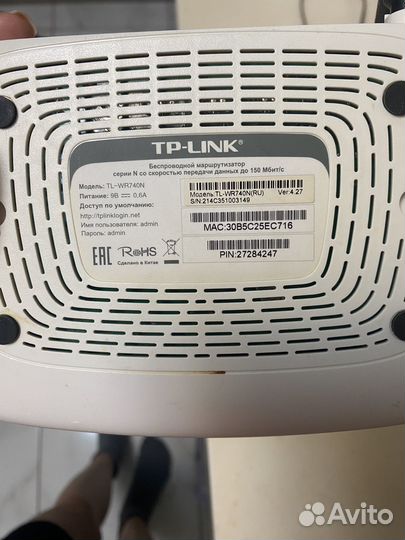 TP-LINK
Беспроводной маршрутизатор
серии N со скоростью передачи данных до 150 Мбит/с
Модель: TL-WR740N
Питание: 9В 0,6А
Доступ по умолчанию:
http://tplinklogin.net
Имя пользователя: admin
Пароль: admin
EAC RoHS
Сделано в Китае
Модель:TL-WR740N(RU) Ver:4.27
S/N:214C351003149
MAC:30B5C25EC716
PIN:27284247
Avito